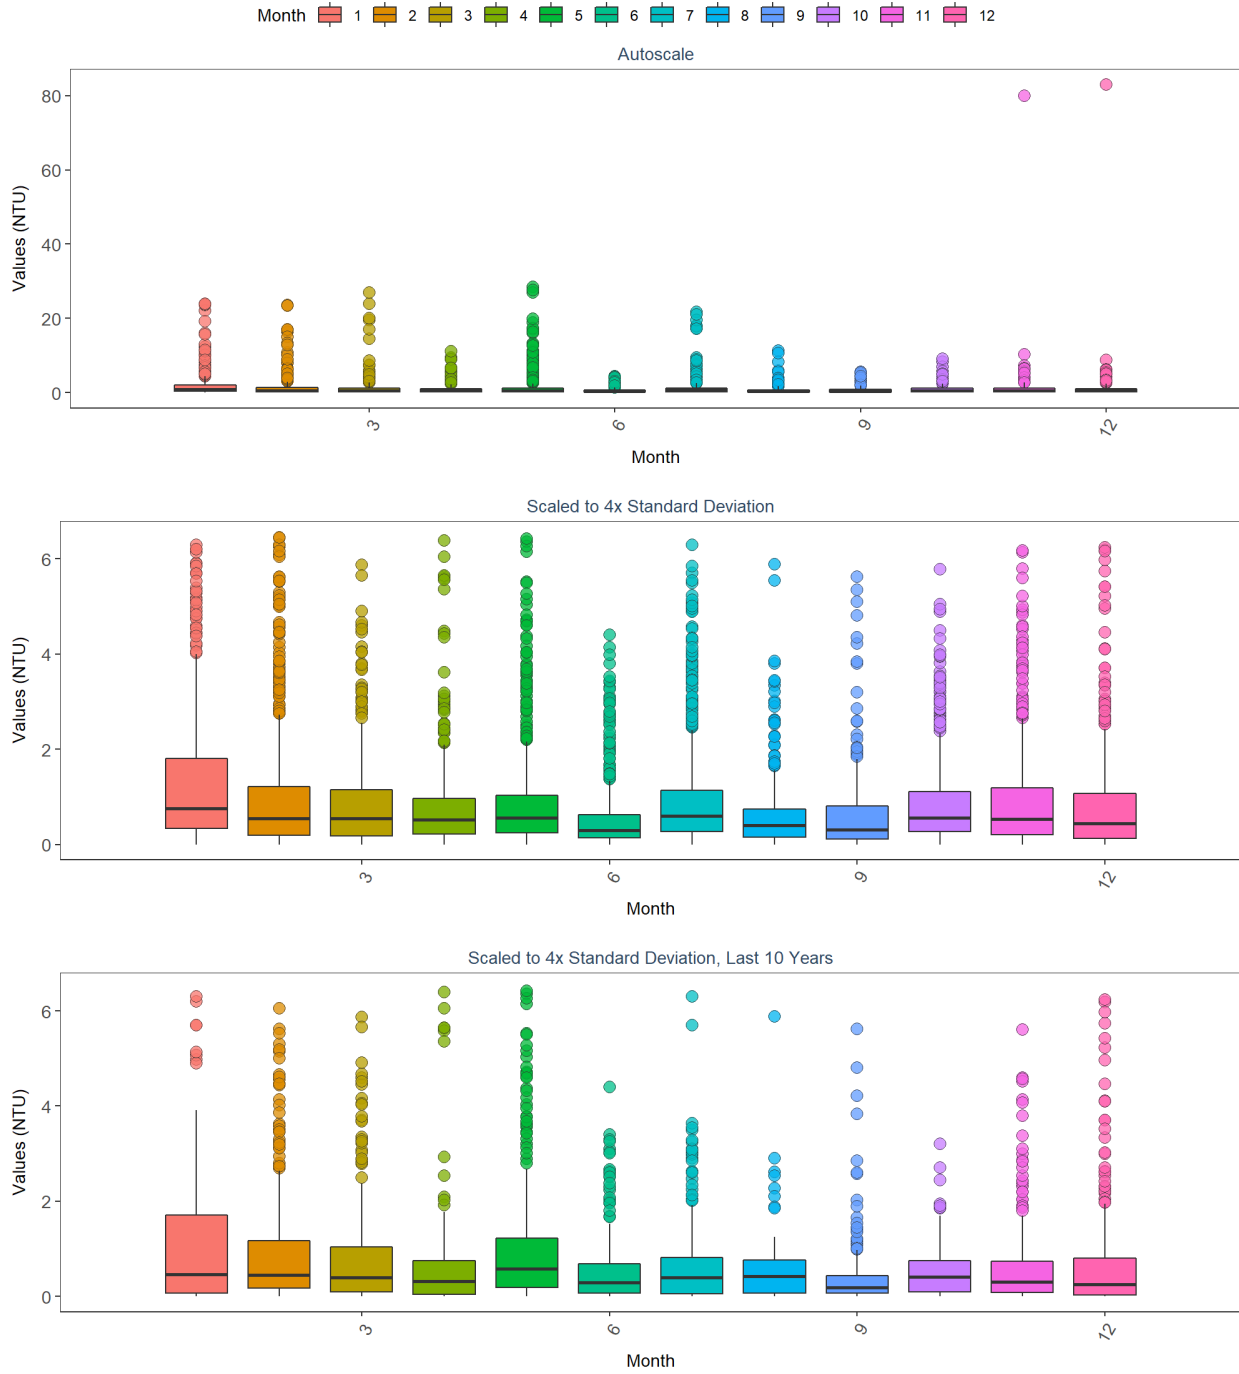 Month 1 2 3 4 5 6 7 8 9 10 11 12
Autoscale
Values (NTU)
80
60
40
20
0
3 6 9 12
Month
Scaled to 4x Standard Deviation
Values (NTU)
6
4
2
0
3 6 9 12
Month
Scaled to 4x Standard Deviation, Last 10 Years
Values (NTU)
6
4
2
0
3 6 9 12
Month